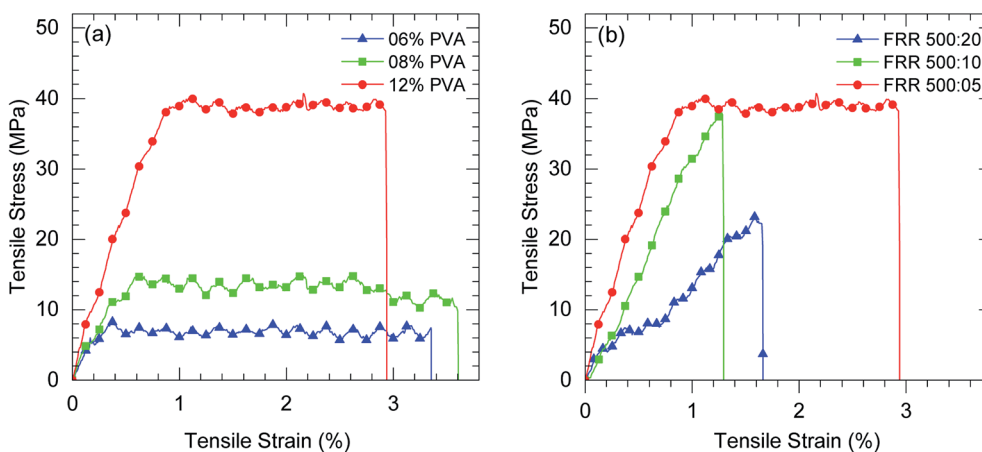 (a)
06% PVA
08% PVA
12% PVA
50
40
30
20
10
0
0 1 2 3
Tensile Stress (MPa)
Tensile Strain (%)
(b)
FRR 500:20
FRR 500:10
FRR 500:05
50
40
30
20
10
0
0 1 2 3
Tensile Stress (MPa)
Tensile Strain (%)